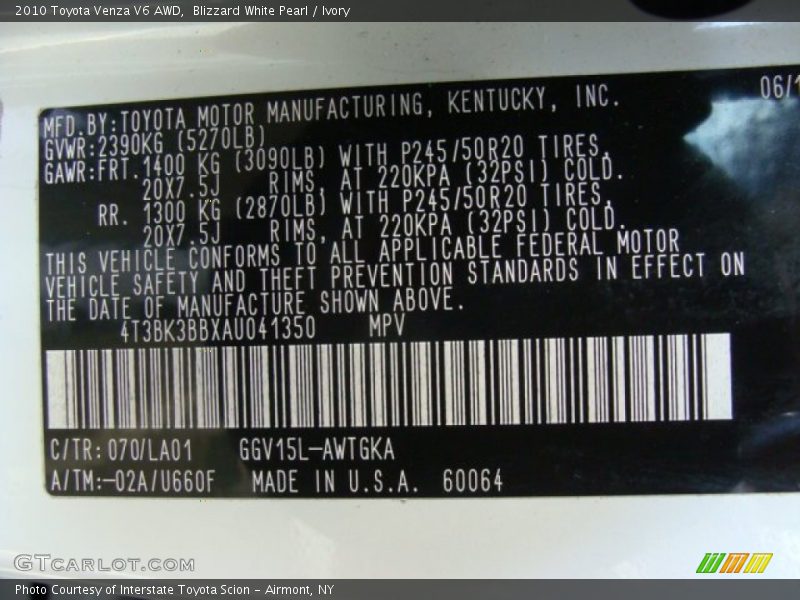 2010 Toyota Venza V6 AWD,  Blizzard White Pearl / Ivory
06/1
MFD.BY:TOYOTA MOTOR MANUFACTURING, KENTUCKY, INC.
GVWR:2390KG (5270LB)
GAWR:FRT.1400 KG (3090LB) WITH P245/50R20 TIRES,
20X7.5J RIMS, AT 220KPA (32PSI) COLD.
RR. 1300 KG (2870LB) WITH P245/50R20 TIRES,
20X7.5J RIMS, AT 220KPA (32PSI) COLD.
THIS VEHICLE CONFORMS TO ALL APPLICABLE FEDERAL MOTOR
VEHICLE SAFETY AND THEFT PREVENTION STANDARDS IN EFFECT ON
THE DATE OF MANUFACTURE SHOWN ABOVE.
4T3BK3BBXAU041350 MPV
C/TR:070/LA01 GGV15L-AWTGKA
A/TM:-02A/U660F MADE IN U.S.A. 60064
GTCARLOT.COM
Photo Courtesy of Interstate Toyota Scion - Airmont, NY